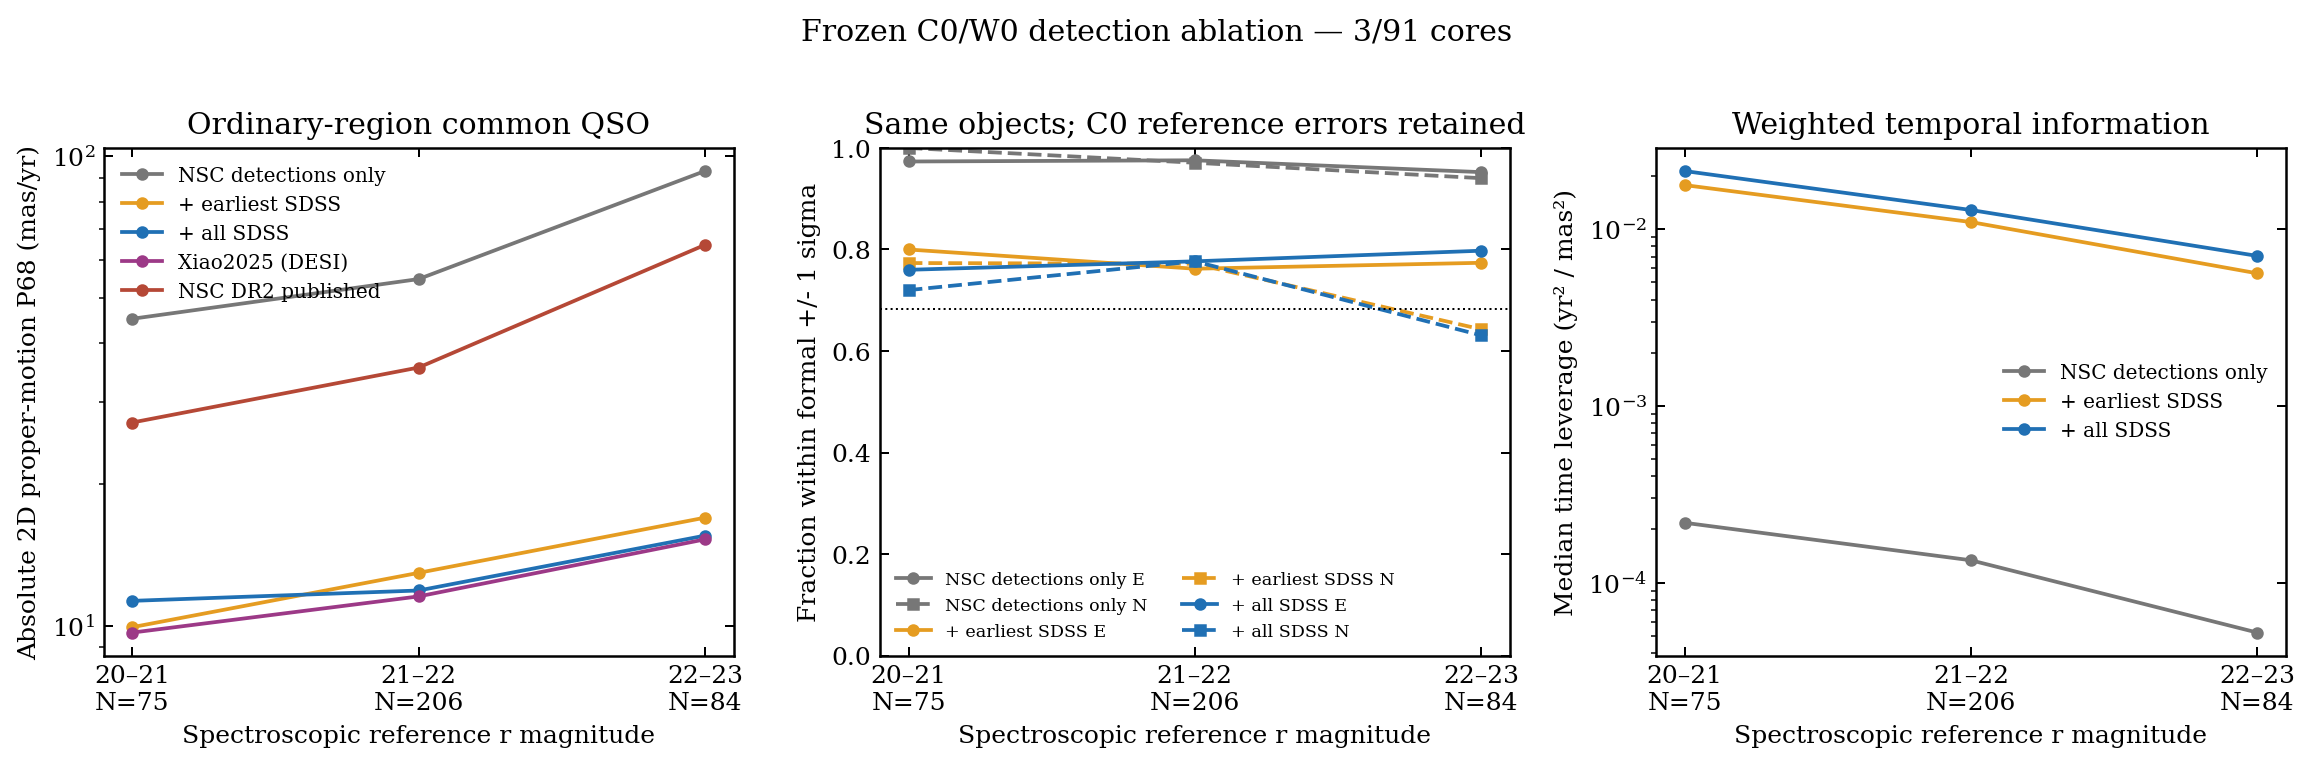 Frozen C0/W0 detection ablation — 3/91 cores
Ordinary-region common QSO
Absolute 2D proper-motion P68 (mas/yr)
10²
10¹
NSC detections only
+ earliest SDSS
+ all SDSS
Xiao2025 (DESI)
NSC DR2 published
20–21
N=75
21–22
N=206
22–23
N=84
Spectroscopic reference r magnitude
Same objects; C0 reference errors retained
Fraction within formal +/- 1 sigma
1.0
0.8
0.6
0.4
0.2
0.0
NSC detections only E
NSC detections only N
+ earliest SDSS E
+ earliest SDSS N
+ all SDSS E
+ all SDSS N
20–21
N=75
21–22
N=206
22–23
N=84
Spectroscopic reference r magnitude
Weighted temporal information
Median time leverage (yr² / mas²)
10⁻²
10⁻³
10⁻⁴
NSC detections only
+ earliest SDSS
+ all SDSS
20–21
N=75
21–22
N=206
22–23
N=84
Spectroscopic reference r magnitude